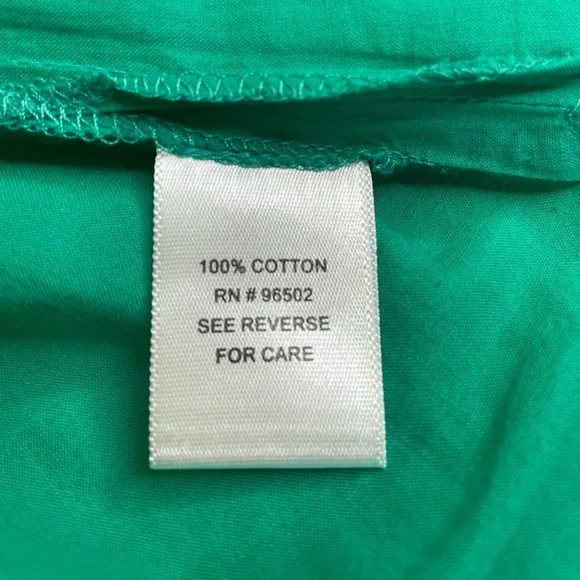 100% COTTON
RN # 96502
SEE REVERSE
FOR CARE